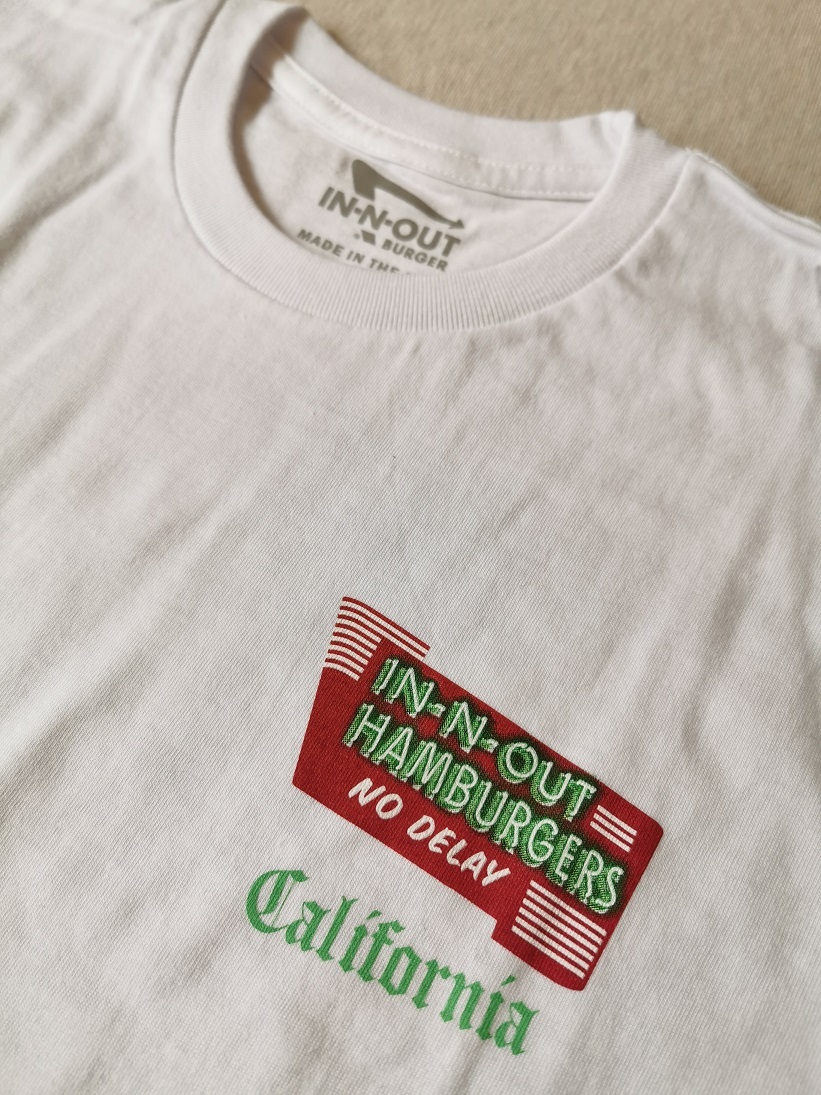 IN-N-OUT
BURGER
MADE IN THE
IN-N-OUT
HAMBURGERS
NO DELAY
California